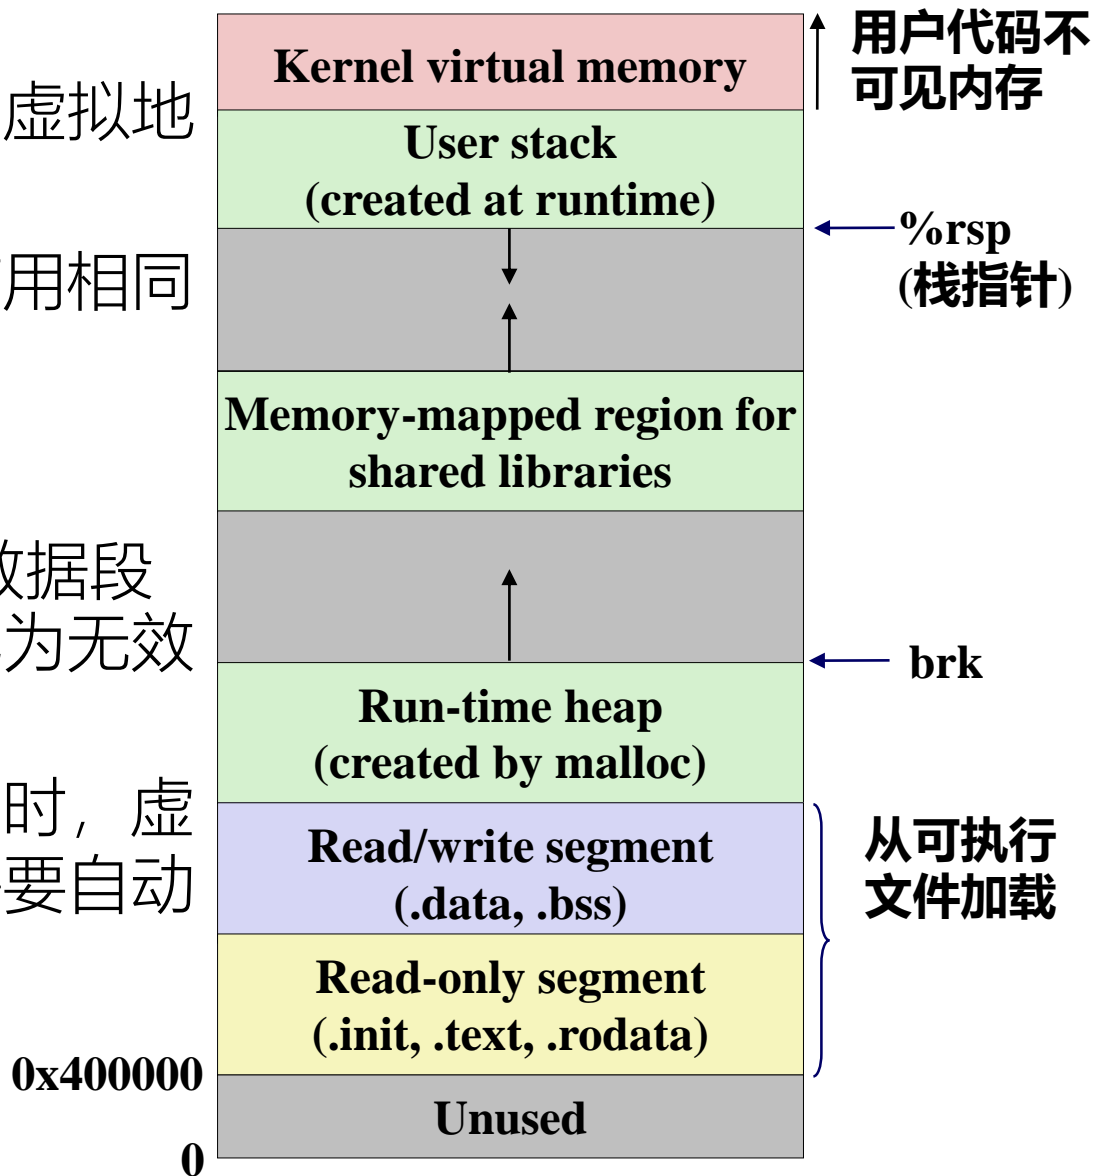 虚拟地
用相同
数据段
为无效
时，虚
要自动
Kernel virtual memory
User stack
(created at runtime)
Memory-mapped region for
shared libraries
Run-time heap
(created by malloc)
Read/write segment
(.data, .bss)
Read-only segment
(.init, .text, .rodata)
Unused
0x400000
0
用户代码不
可见内存
%rsp
(栈指针)
brk
从可执行
文件加载